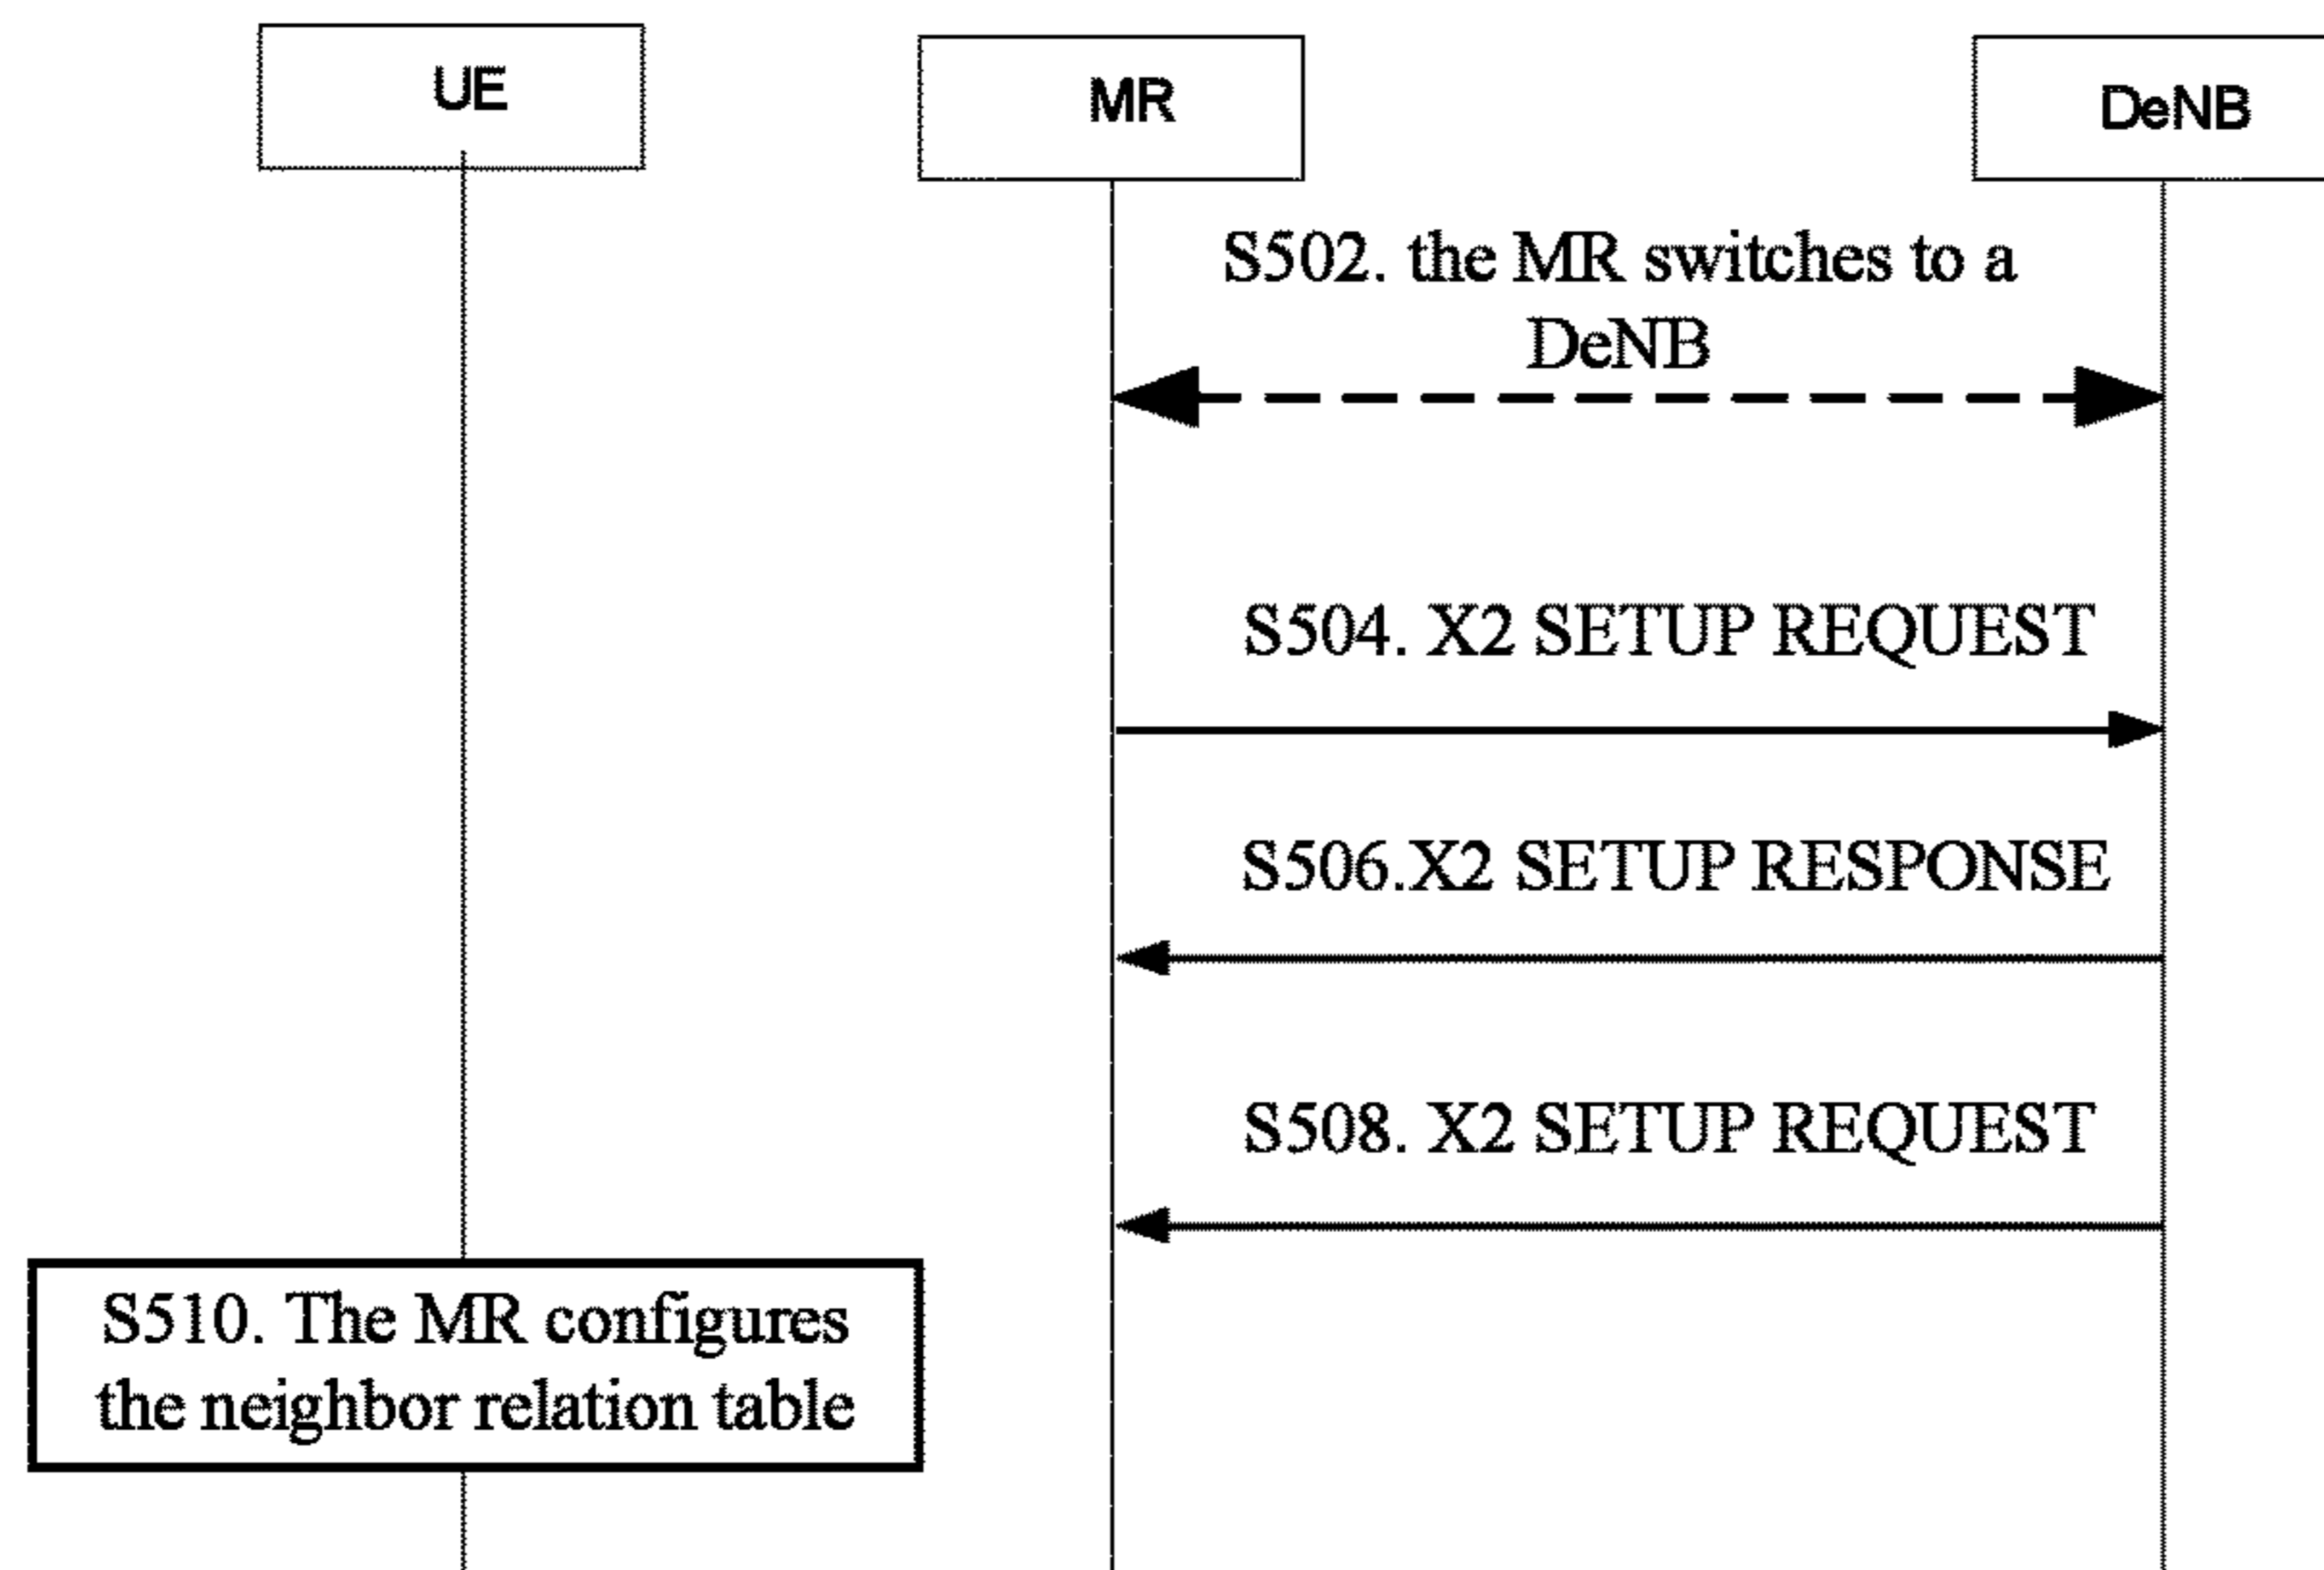 UE
MR
DeNB
S502. the MR switches to a
DeNB
S504. X2 SETUP REQUEST
S506.X2 SETUP RESPONSE
S508. X2 SETUP REQUEST
S510. The MR configures
the neighbor relation table